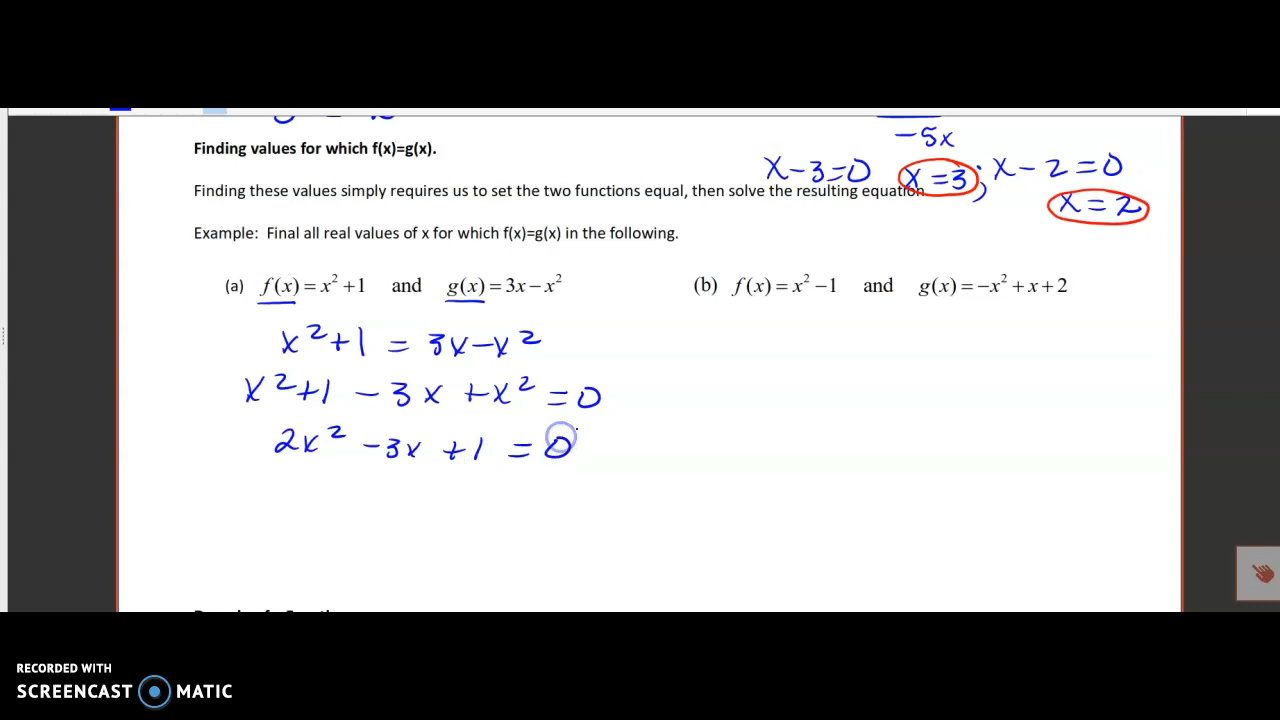 -5x
Finding values for which f(x)=g(x).
x-3=0 x=3; x-2=0
Finding these values simply requires us to set the two functions equal, then solve the resulting equation
x=2
Example: Final all real values of x for which f(x)=g(x) in the following.
(a) f(x) = x² + 1 and g(x) = 3x - x² (b) f(x) = x² - 1 and g(x) = -x² + x + 2
x²+1 = 3x-x²
x²+1 -3x +x² = 0
2x² -3x +1 = 0
RECORDED WITH
SCREENCAST MATIC